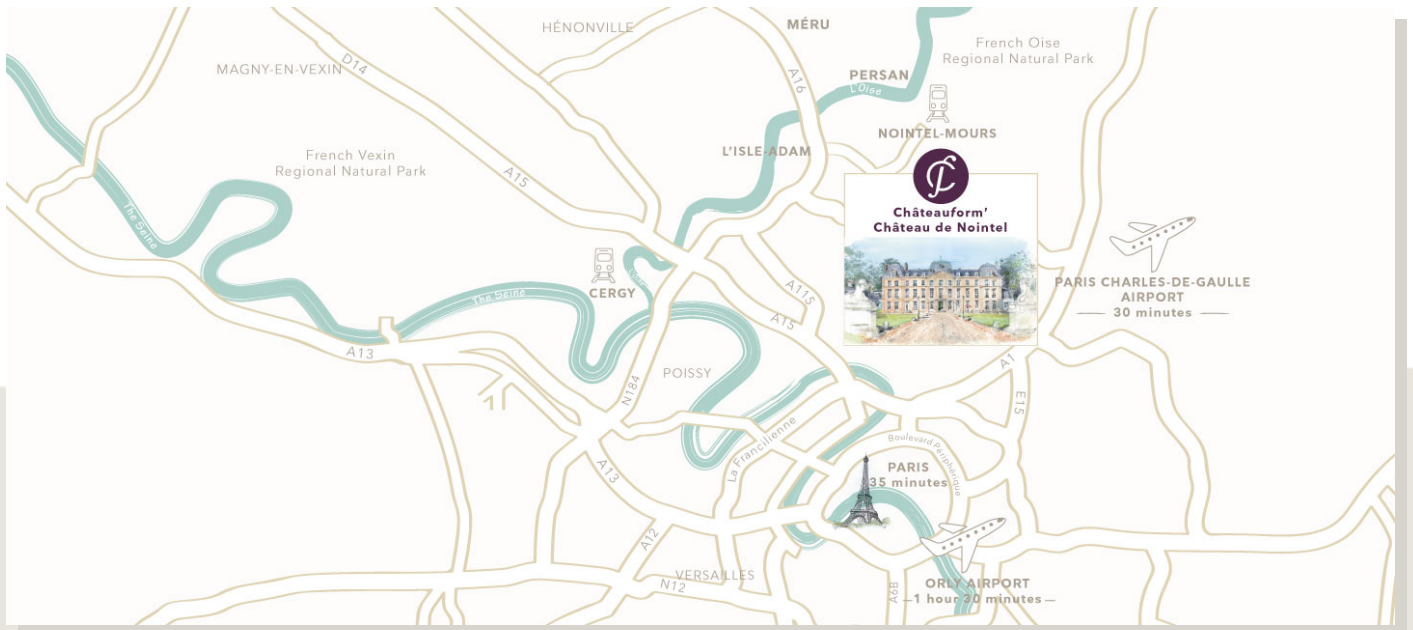 HÉNONVILLE
MÉRU
French Oise
Regional Natural Park
MAGNY-EN-VEXIN
D14
A16
PERSAN
L'Oise
NOINTEL-MOURS
L'ISLE-ADAM
French Vexin
Regional Natural Park
A15
The Seine
Châteauform'
Château de Nointel
CERGY
The Seine
A115
A15
PARIS CHARLES-DE-GAULLE
AIRPORT
30 minutes
A13
POISSY
N184
A1
E15
La Francilienne
Boulevard Périphérique
PARIS
35 minutes
A13
A12
VERSAILLES
N12
A6B
ORLY AIRPORT
1 hour 30 minutes